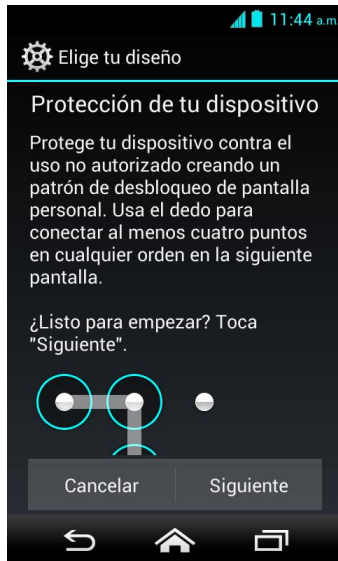 11:44 a.m.
Elige tu diseño
Protección de tu dispositivo
Protege tu dispositivo contra el
uso no autorizado creando un
patrón de desbloqueo de pantalla
personal. Usa el dedo para
conectar al menos cuatro puntos
en cualquier orden en la siguiente
pantalla.
¿Listo para empezar? Toca
"Siguiente".
Cancelar
Siguiente